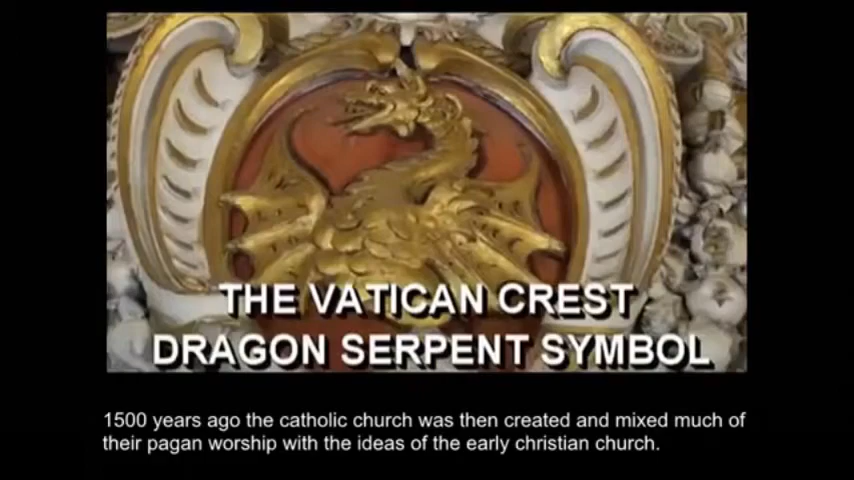 THE VATICAN CREST
DRAGON SERPENT SYMBOL
1500 years ago the catholic church was then created and mixed much of
their pagan worship with the ideas of the early christian church.